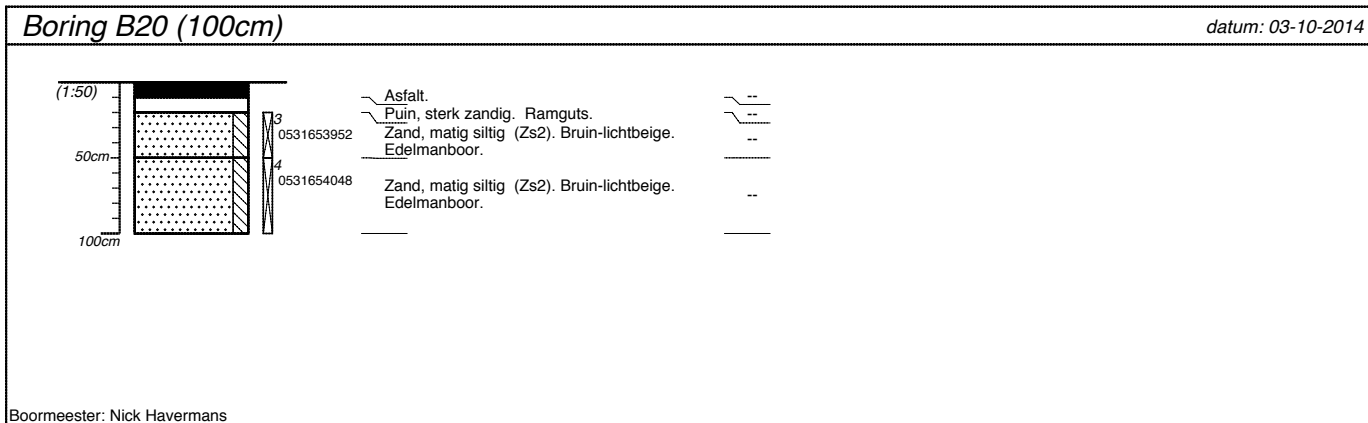 Boring B20 (100cm)
datum: 03-10-2014
(1:50)
Asfalt.
--
Puin, sterk zandig. Ramguts.
--
3
0531653952
Zand, matig siltig (Zs2). Bruin-lichtbeige.
Edelmanboor.
--
50cm
4
0531654048
Zand, matig siltig (Zs2). Bruin-lichtbeige.
Edelmanboor.
--
100cm
Boormeester: Nick Havermans